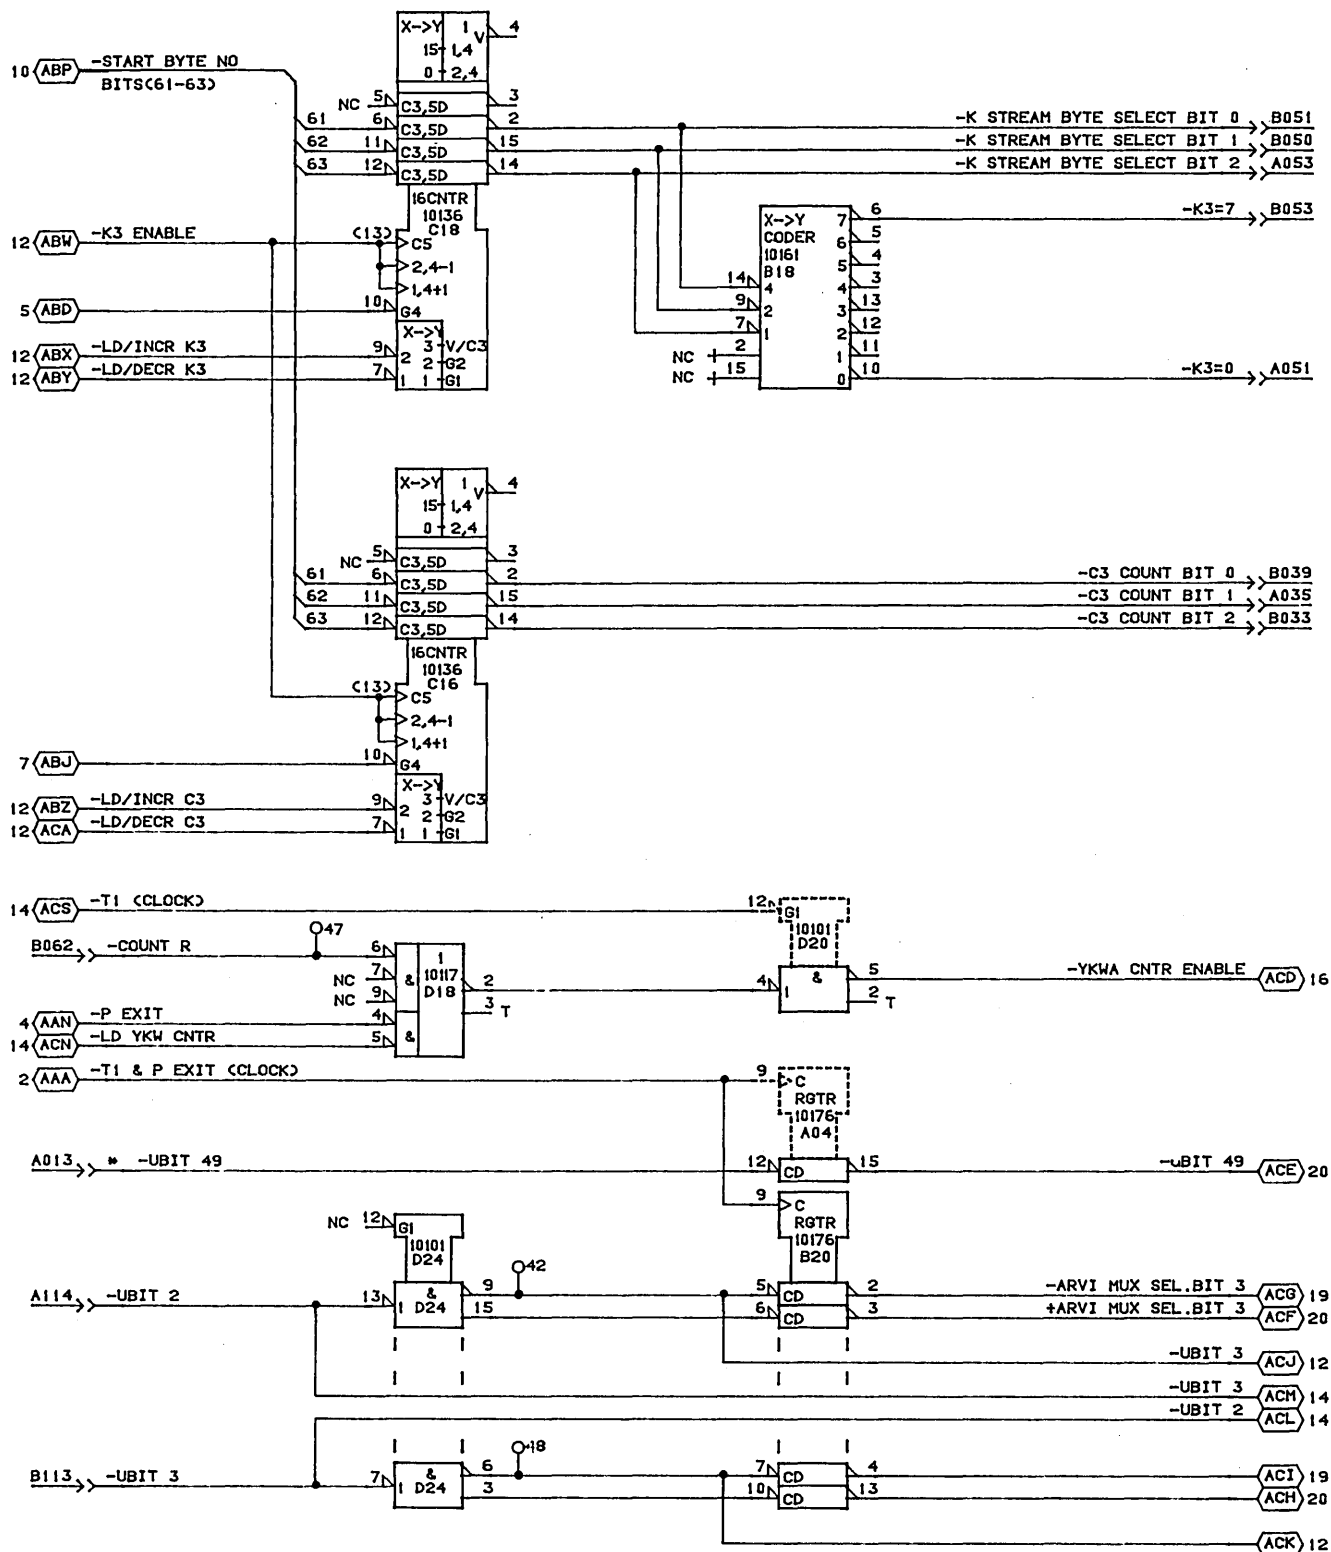 X->Y 1 4
V
15 1,4
0 2,4
10 ABP -START BYTE NO
BITS(61-63)
NC 5 C3,5D 3
61 6 C3,5D 2 -K STREAM BYTE SELECT BIT 0 B051
62 11 C3,5D 15 -K STREAM BYTE SELECT BIT 1 B050
63 12 C3,5D 14 -K STREAM BYTE SELECT BIT 2 A053
16CNTR
10136
C18
X->Y 7 6 -K3=7 B053
CODER 6 5
10161 5 4
B18
14 4 4 3
9 2 3 13
7 1 2 12
NC 2 1 11
NC 15 0 10 -K3=0 A051
12 ABW -K3 ENABLE (13) C5
2,4-1
1,4+1
5 ABD 10 G4
X->Y
12 ABX -LD/INCR K3 9 2 3 V/C3
2 G2
12 ABY -LD/DECR K3 7 1 1 G1
X->Y 1 4
V
15 1,4
0 2,4
NC 5 C3,5D 3
61 6 C3,5D 2 -C3 COUNT BIT 0 B039
62 11 C3,5D 15 -C3 COUNT BIT 1 A035
63 12 C3,5D 14 -C3 COUNT BIT 2 B033
16CNTR
10136
C16
(13) C5
2,4-1
1,4+1
7 ABJ 10 G4
X->Y
12 ABZ -LD/INCR C3 9 2 3 V/C3
2 G2
12 ACA -LD/DECR C3 7 1 1 G1
14 ACS -T1 (CLOCK) 12 G1
10101
D20
B062 -COUNT R 47 6 1
NC 7 & 10117 2 4 1 & 5 -YKWA CNTR ENABLE ACD 16
NC 9 D18 3 T 2 T
4 AAN -P EXIT 4
14 ACN -LD YKW CNTR 5 &
2 AAA -T1 & P EXIT (CLOCK) 9 C
RGTR
10176
A04
A013 * -UBIT 49 12 CD 15 -uBIT 49 ACE 20
9 C
RGTR
10176
B20
NC 12 G1
10101
D24
A114 -UBIT 2 13 1 & D24 9 42 5 CD 2 -ARVI MUX SEL.BIT 3 ACG 19
15 6 CD 3 +ARVI MUX SEL.BIT 3 ACF 20
-UBIT 3 ACJ 12
-UBIT 3 ACM 14
-UBIT 2 ACL 14
B113 -UBIT 3 7 1 & D24 6 48 7 CD 4 ACI 19
3 10 CD 13 ACH 20
ACK 12